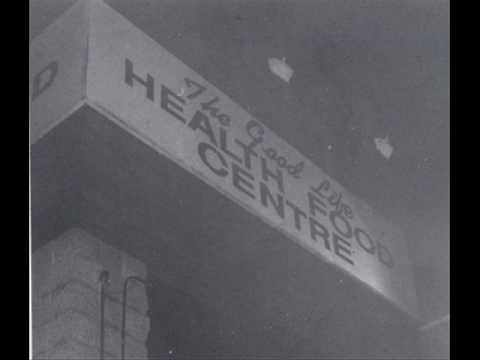 D
The Good Life
HEALTH FOOD
CENTRE